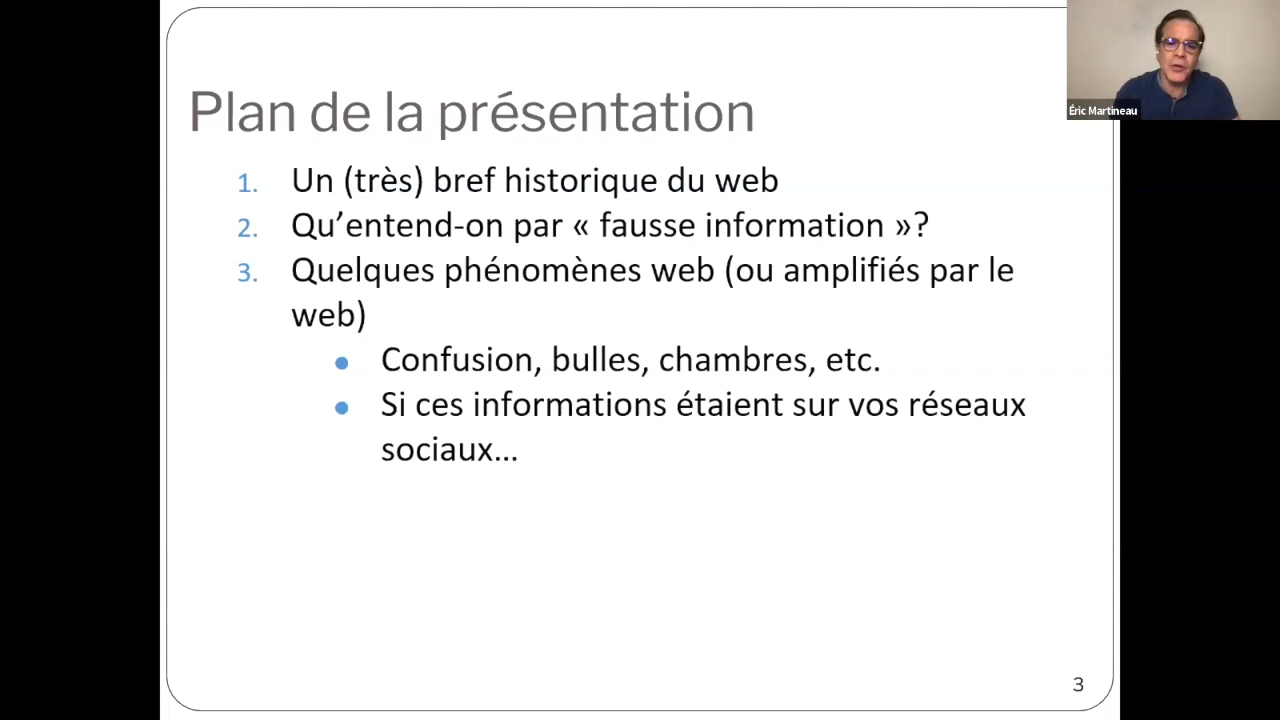 Plan de la présentation
1. Un (très) bref historique du web
2. Qu’entend-on par « fausse information »?
3. Quelques phénomènes web (ou amplifiés par le
web)
• Confusion, bulles, chambres, etc.
• Si ces informations étaient sur vos réseaux
sociaux...
Éric Martineau
3